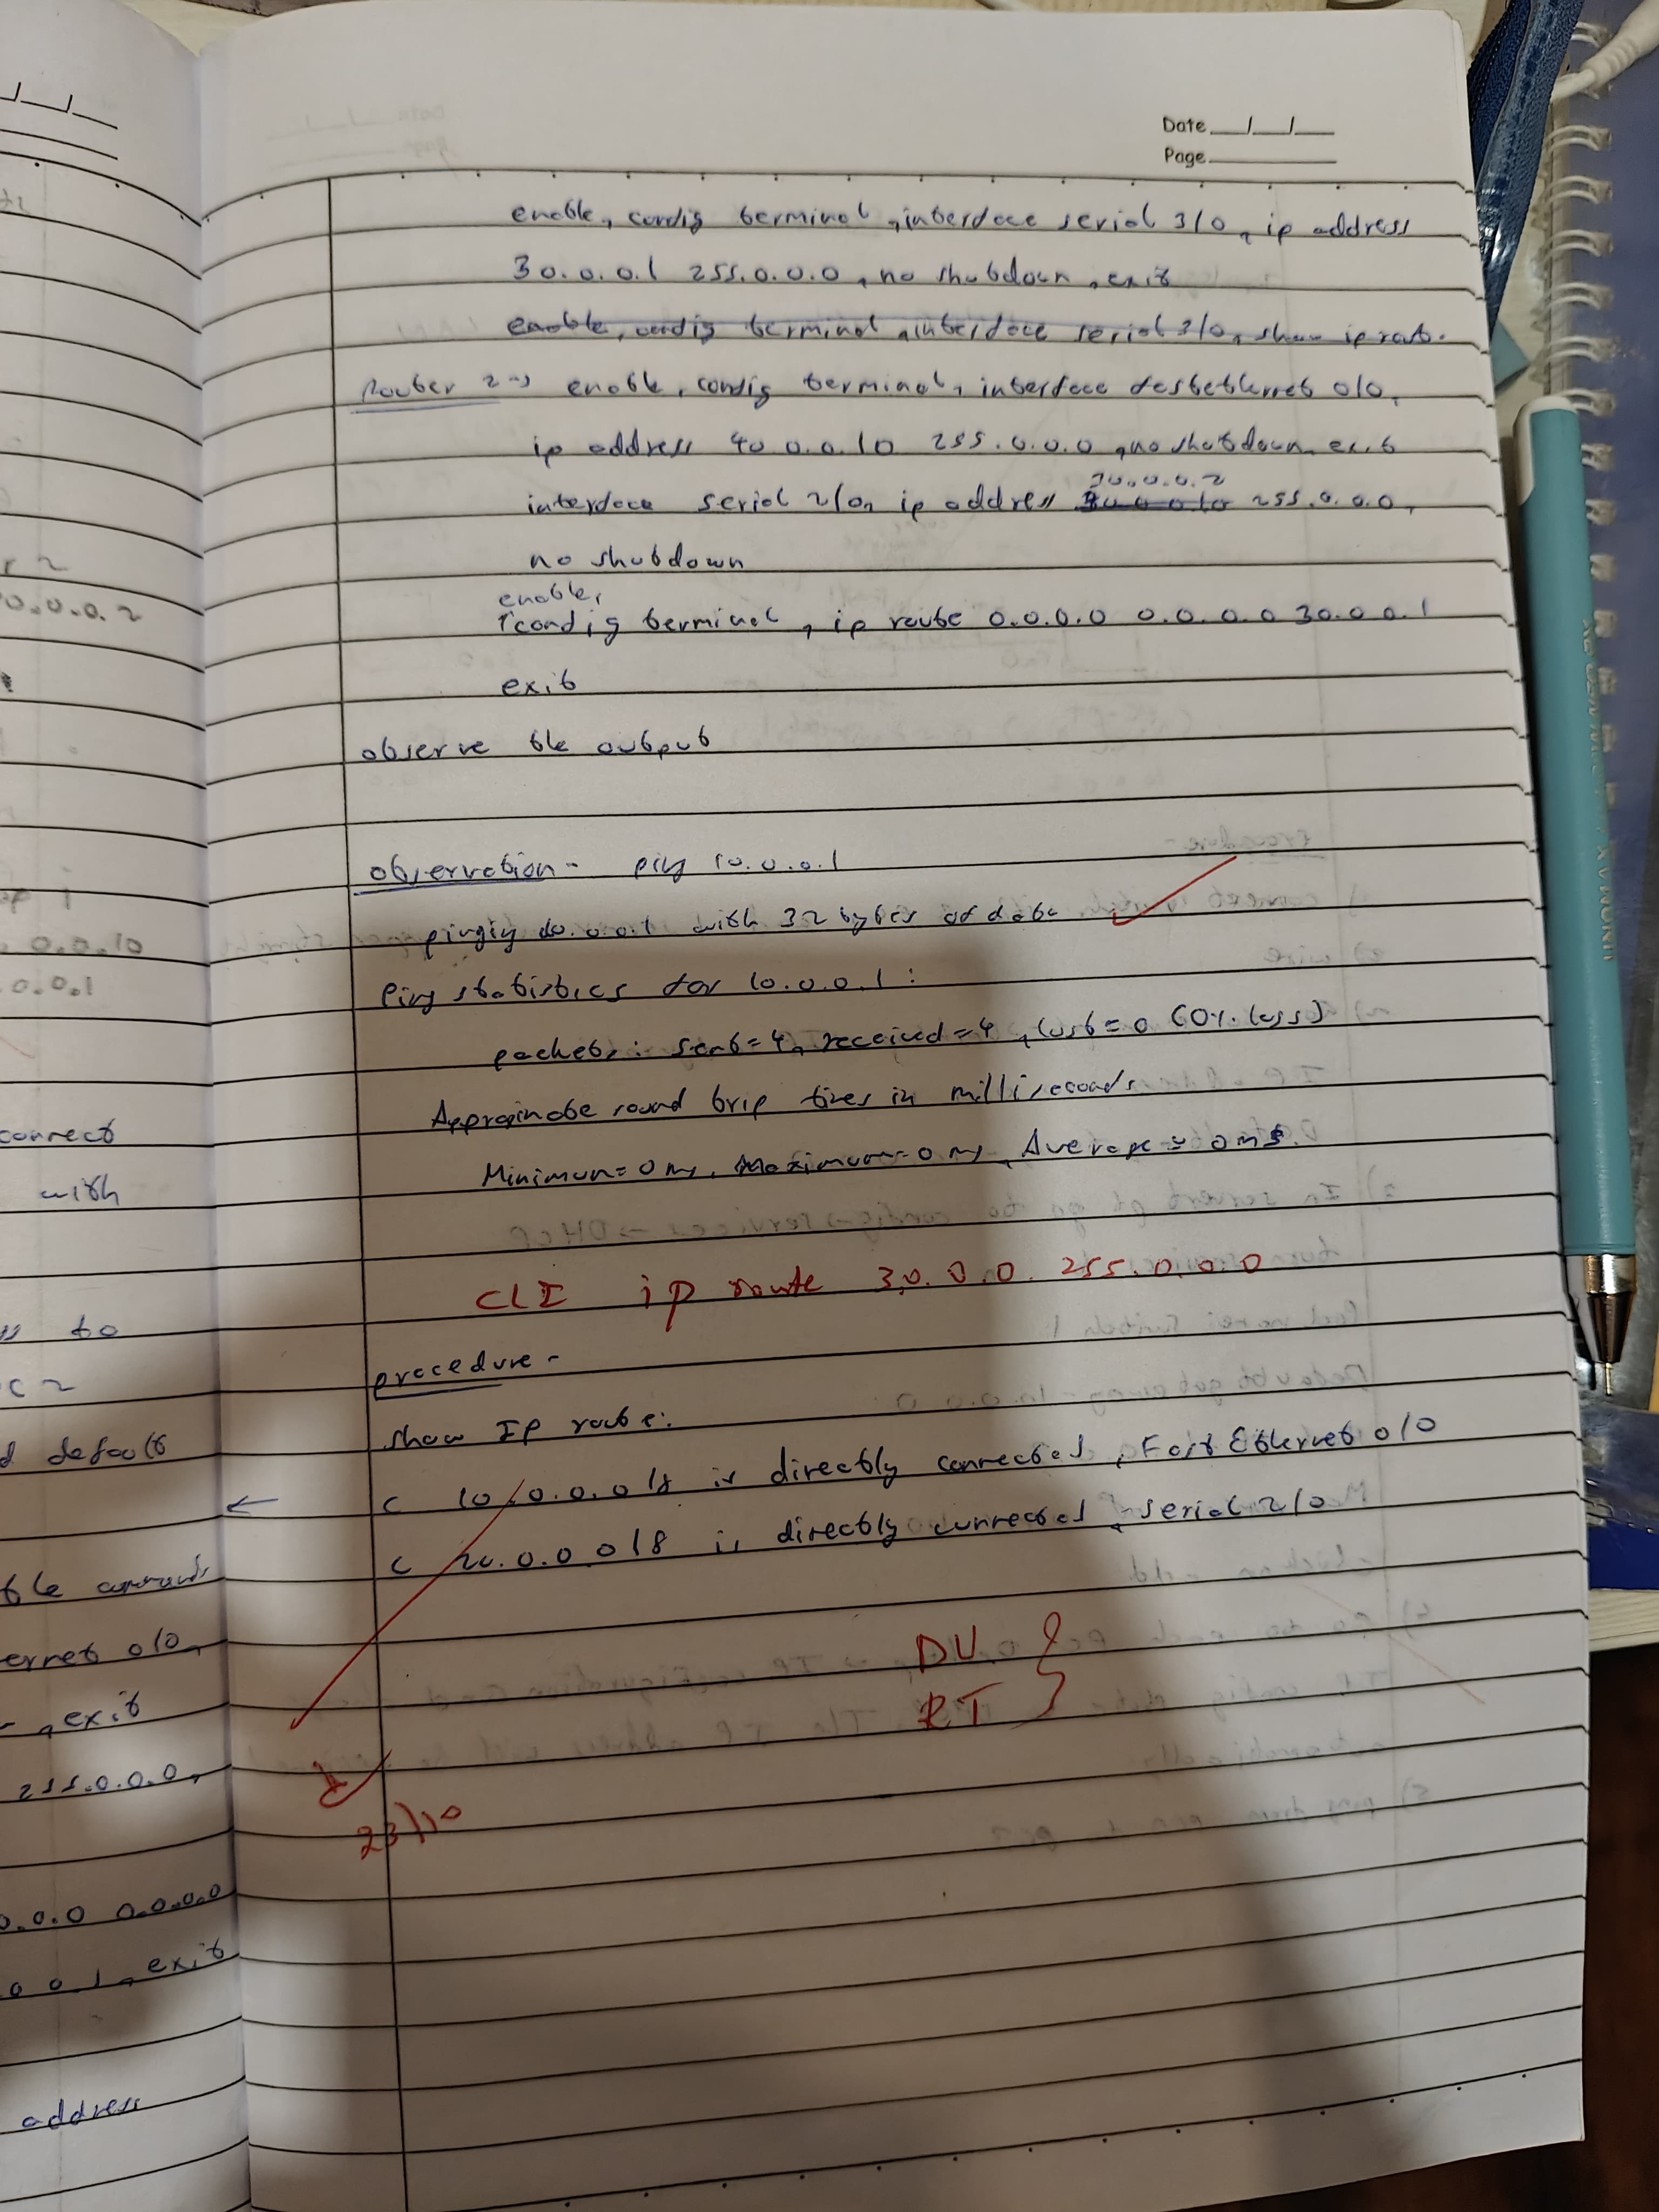 Date __/__/__
Page
enable, config terminal, interface serial 3/0, ip address
30.0.0.1 255.0.0.0, no shutdown, exit
enable, config terminal, interface serial 3/0, show ip rout.
Router 2 → enable, config terminal, interface fastethernet 0/0,
ip address 40.0.0.10 255.0.0.0, no shutdown, exit
30.0.0.2
interface serial 2/0, ip address 255.0.0.0,
no shutdown
enable,
config terminal, ip route 0.0.0.0 0.0.0.0 30.0.0.1
exit
observe the output
observation - ping 10.0.0.1
pinging 10.0.0.1 with 32 bytes of data
Ping statistics for 10.0.0.1:
packets: sent=4, received=4, lost=0 (0% loss)
Approximate round trip times in milliseconds
Minimum=0ms, Maximum=0ms, Average=0ms.
CLI ip route 30.0.0.0. 255.0.0.0
procedure -
show IP route:
C 10.0.0.0/8 is directly connected, FastEthernet 0/0
C 20.0.0.0/8 is directly connected, serial 2/0
DV }
RT
23/10
r 2
0.0.0.2
0.0.10
0.0.1
connect
with
to
C 2
default
←
commands
ernet 0/0,
, exit
255.0.0.0,
0.0.0 0.0.0.0
0.0.1, exit
address